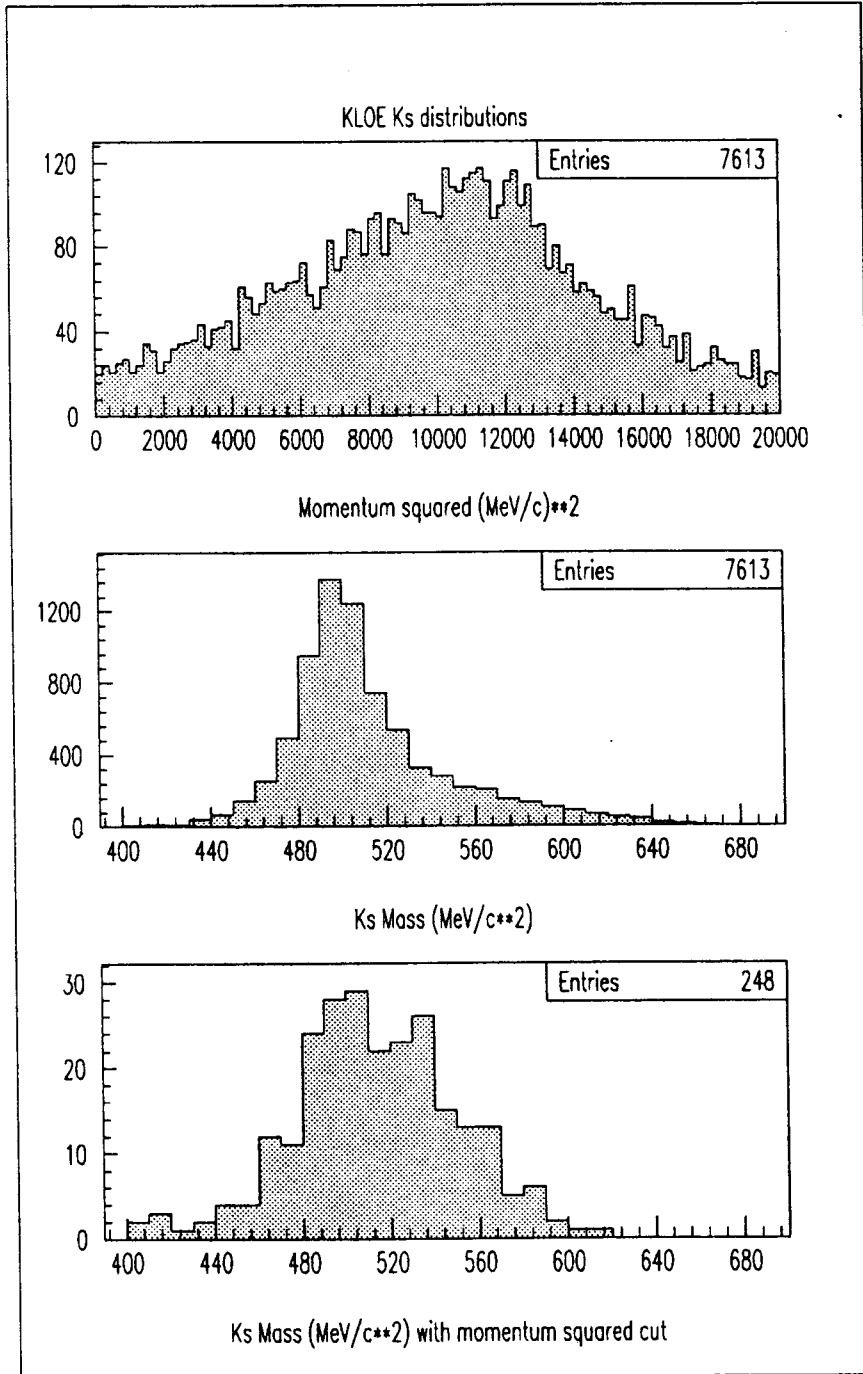 KLOE Ks distributions
Entries 7613
120
80
40
0
0 2000 4000 6000 8000 10000 12000 14000 16000 18000 20000
Momentum squared (MeV/c)**2
Entries 7613
1200
800
400
0
400 440 480 520 560 600 640 680
Ks Mass (MeV/c**2)
Entries 248
30
20
10
0
400 440 480 520 560 600 640 680
Ks Mass (MeV/c**2) with momentum squared cut